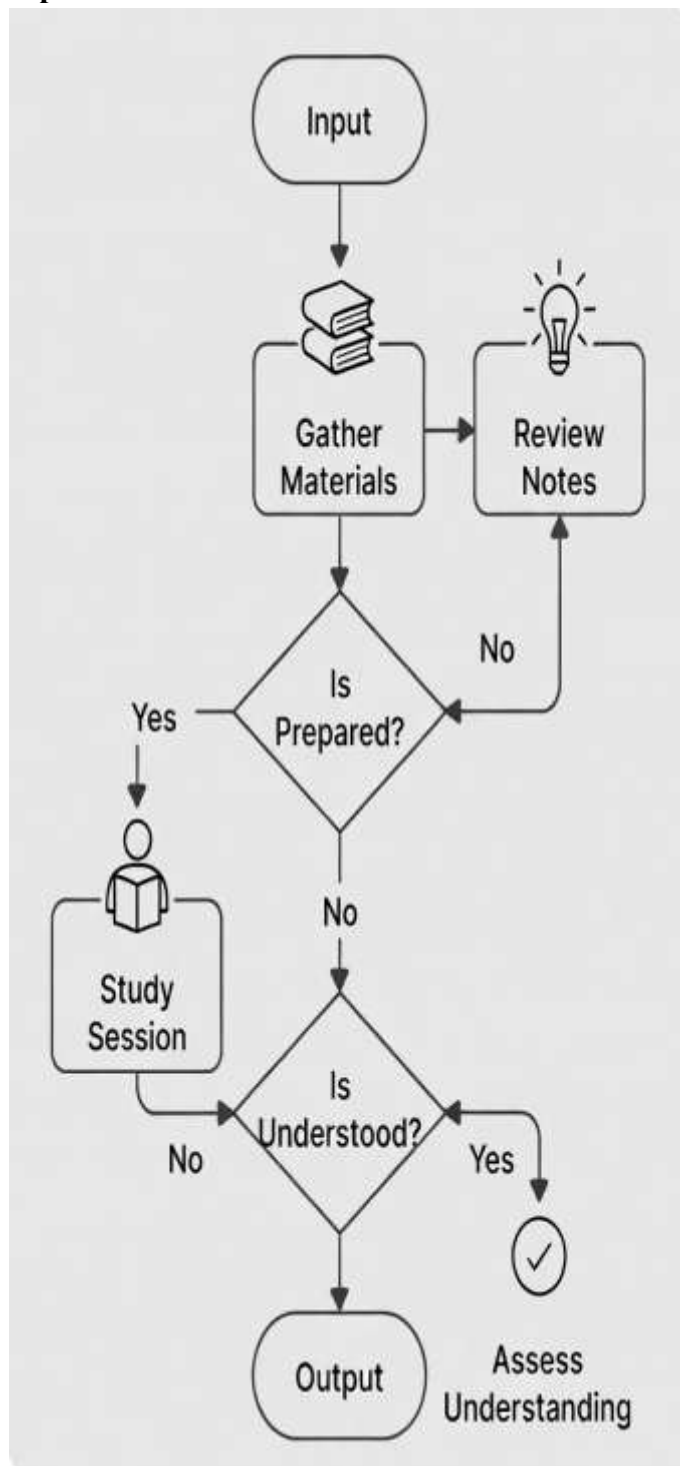 Input
Gather
Materials
Review
Notes
Is
Prepared?
No
Yes
No
Study
Session
Is
Understood?
No
Yes
Output
Assess
Understanding